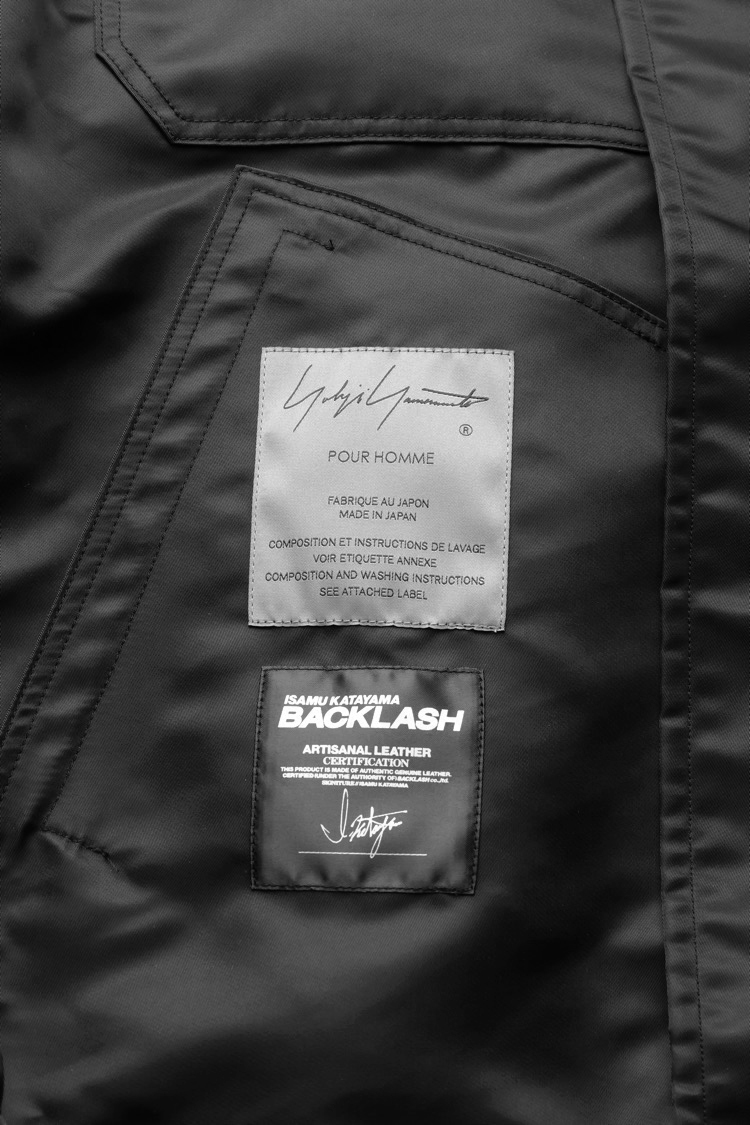 Yohji Yamamoto
®
POUR HOMME
FABRIQUE AU JAPON
MADE IN JAPAN
COMPOSITION ET INSTRUCTIONS DE LAVAGE
VOIR ETIQUETTE ANNEXE
COMPOSITION AND WASHING INSTRUCTIONS
SEE ATTACHED LABEL
ISAMU KATAYAMA
BACKLASH
ARTISANAL LEATHER
CERTIFICATION
THIS PRODUCT IS MADE OF AUTHENTIC GENUINE LEATHER.
CERTIFIED UNDER THE AUTHORITY OF BACKLASH co.,ltd.
SIGNITURE // ISAMU KATAYAMA